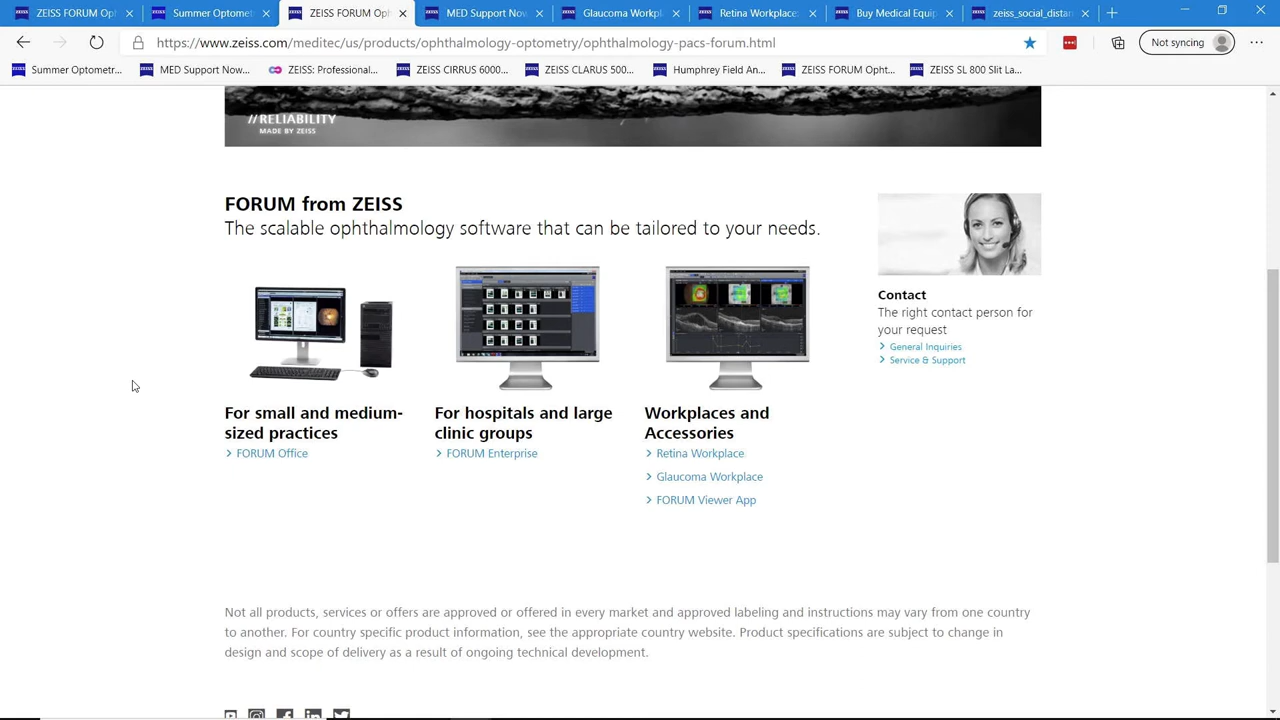 ZEISS FORUM Oph
Summer Optometr
ZEISS FORUM Oph
MED Support Now
Glaucoma Workpl
Retina Workplace:
Buy Medical Equip
zeiss_social_distan
https://www.zeiss.com/meditec/us/products/ophthalmology-optometry/ophthalmology-pacs-forum.html
Not syncing
Summer Optometr...
MED Support Now...
ZEISS: Professional...
ZEISS CIRRUS 6000...
ZEISS CLARUS 500...
Humphrey Field An...
ZEISS FORUM Opht...
ZEISS SL 800 Slit La...
//RELIABILITY
MADE BY ZEISS
FORUM from ZEISS
The scalable ophthalmology software that can be tailored to your needs.
For small and medium-
sized practices
FORUM Office
For hospitals and large
clinic groups
FORUM Enterprise
Workplaces and
Accessories
Retina Workplace
Glaucoma Workplace
FORUM Viewer App
Contact
The right contact person for
your request
General Inquiries
Service & Support
Not all products, services or offers are approved or offered in every market and approved labeling and instructions may vary from one country
to another. For country specific product information, see the appropriate country website. Product specifications are subject to change in
design and scope of delivery as a result of ongoing technical development.